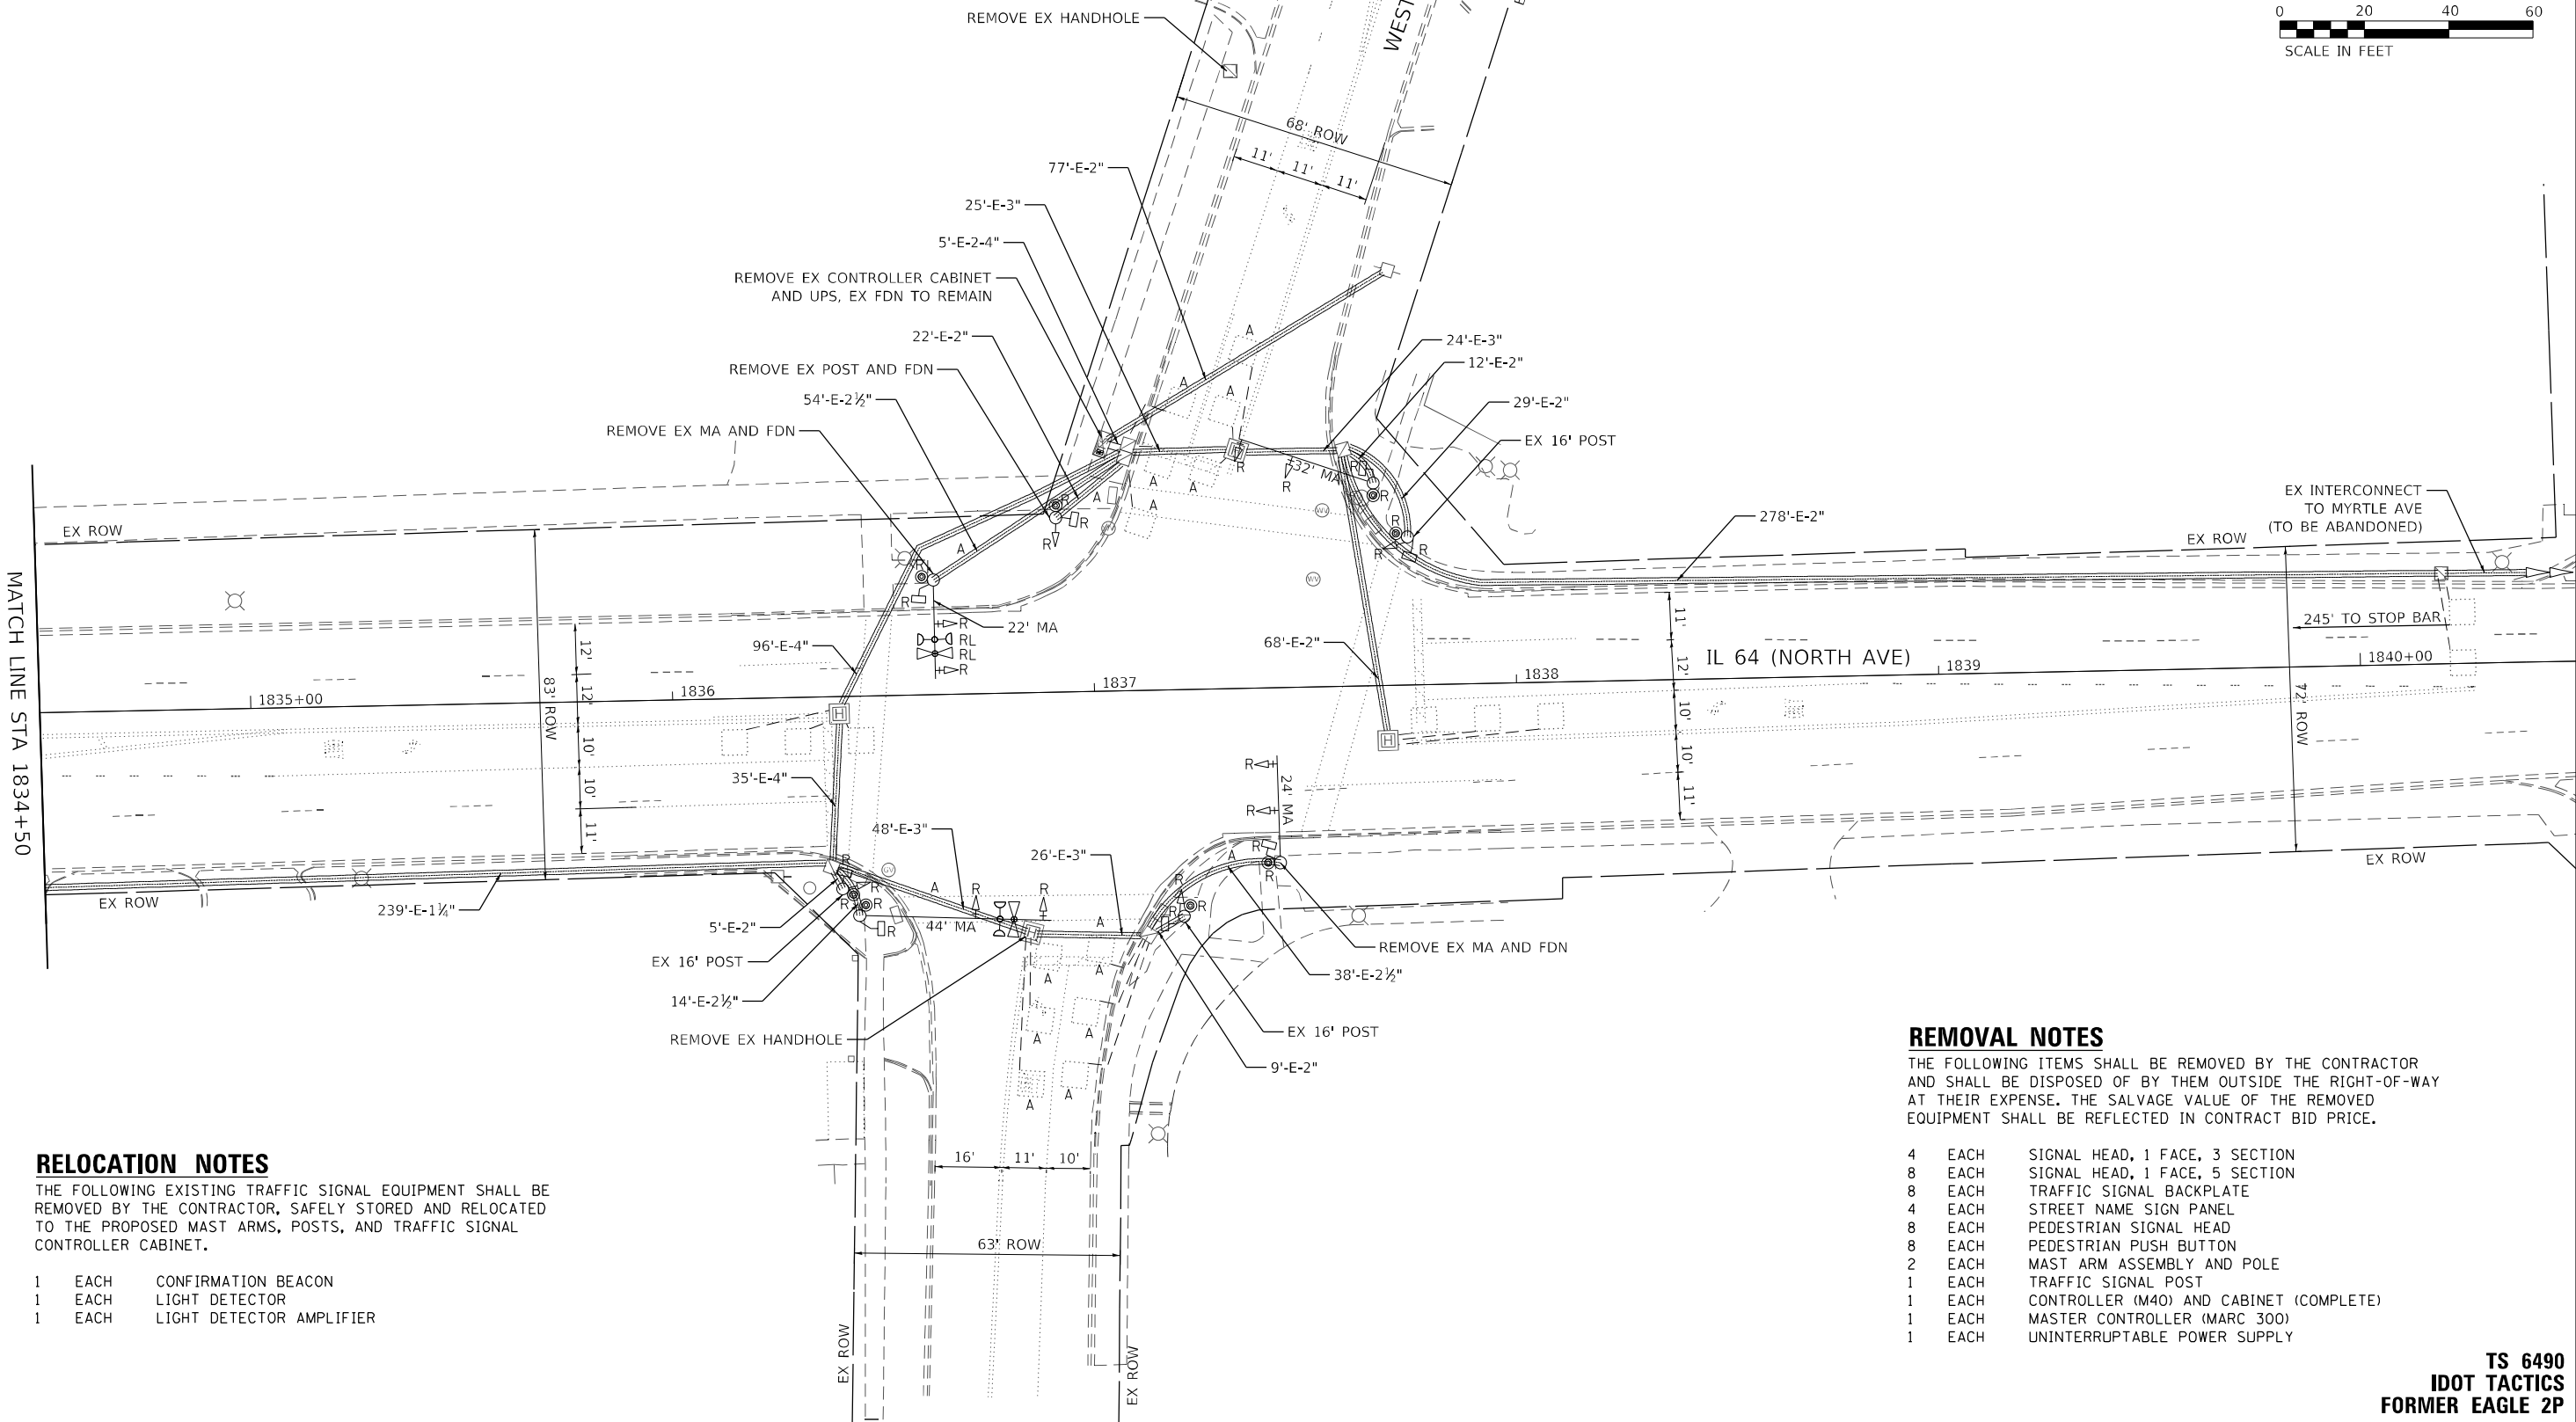 REMOVE EX HANDHOLE
WEST
0 20 40 60
SCALE IN FEET
68' ROW
11' 11' 11'
77'-E-2"
25'-E-3"
5'-E-2-4"
REMOVE EX CONTROLLER CABINET
AND UPS, EX FDN TO REMAIN
22'-E-2"
REMOVE EX POST AND FDN
54'-E-2½"
REMOVE EX MA AND FDN
24'-E-3"
12'-E-2"
29'-E-2"
EX 16' POST
32' MA
A
A
A
A
A
A
A
A
A
R
R
R
R
R
R
R
R
R
R
278'-E-2"
EX INTERCONNECT
TO MYRTLE AVE
(TO BE ABANDONED)
EX ROW
EX ROW
MATCH LINE STA 1834+50
R
R
R
RL
RL
R
22' MA
96'-E-4"
68'-E-2"
245' TO STOP BAR
IL 64 (NORTH AVE)
1835+00
1836
1837
1838
1839
1840+00
12'
12'
10'
10'
11'
83' ROW
11'
12'
10'
10'
11'
72' ROW
H
H
H
H
35'-E-4"
48'-E-3"
26'-E-3"
R
R
24' MA
239'-E-1¼"
EX ROW
EX ROW
5'-E-2"
44' MA
EX 16' POST
14'-E-2½"
REMOVE EX HANDHOLE
R
R
R
R
R
R
R
R
R
R
R
R
A
A
A
A
A
A
A
A
A
A
REMOVE EX MA AND FDN
38'-E-2½"
EX 16' POST
9'-E-2"
16' 11' 10'
63' ROW
EX ROW
EX ROW
RELOCATION NOTES
THE FOLLOWING EXISTING TRAFFIC SIGNAL EQUIPMENT SHALL BE
REMOVED BY THE CONTRACTOR, SAFELY STORED AND RELOCATED
TO THE PROPOSED MAST ARMS, POSTS, AND TRAFFIC SIGNAL
CONTROLLER CABINET.
1 EACH CONFIRMATION BEACON
1 EACH LIGHT DETECTOR
1 EACH LIGHT DETECTOR AMPLIFIER
REMOVAL NOTES
THE FOLLOWING ITEMS SHALL BE REMOVED BY THE CONTRACTOR
AND SHALL BE DISPOSED OF BY THEM OUTSIDE THE RIGHT-OF-WAY
AT THEIR EXPENSE. THE SALVAGE VALUE OF THE REMOVED
EQUIPMENT SHALL BE REFLECTED IN CONTRACT BID PRICE.
4 EACH SIGNAL HEAD, 1 FACE, 3 SECTION
8 EACH SIGNAL HEAD, 1 FACE, 5 SECTION
8 EACH TRAFFIC SIGNAL BACKPLATE
4 EACH STREET NAME SIGN PANEL
8 EACH PEDESTRIAN SIGNAL HEAD
8 EACH PEDESTRIAN PUSH BUTTON
2 EACH MAST ARM ASSEMBLY AND POLE
1 EACH TRAFFIC SIGNAL POST
1 EACH CONTROLLER (M40) AND CABINET (COMPLETE)
1 EACH MASTER CONTROLLER (MARC 300)
1 EACH UNINTERRUPTABLE POWER SUPPLY
TS 6490
IDOT TACTICS
FORMER EAGLE 2P